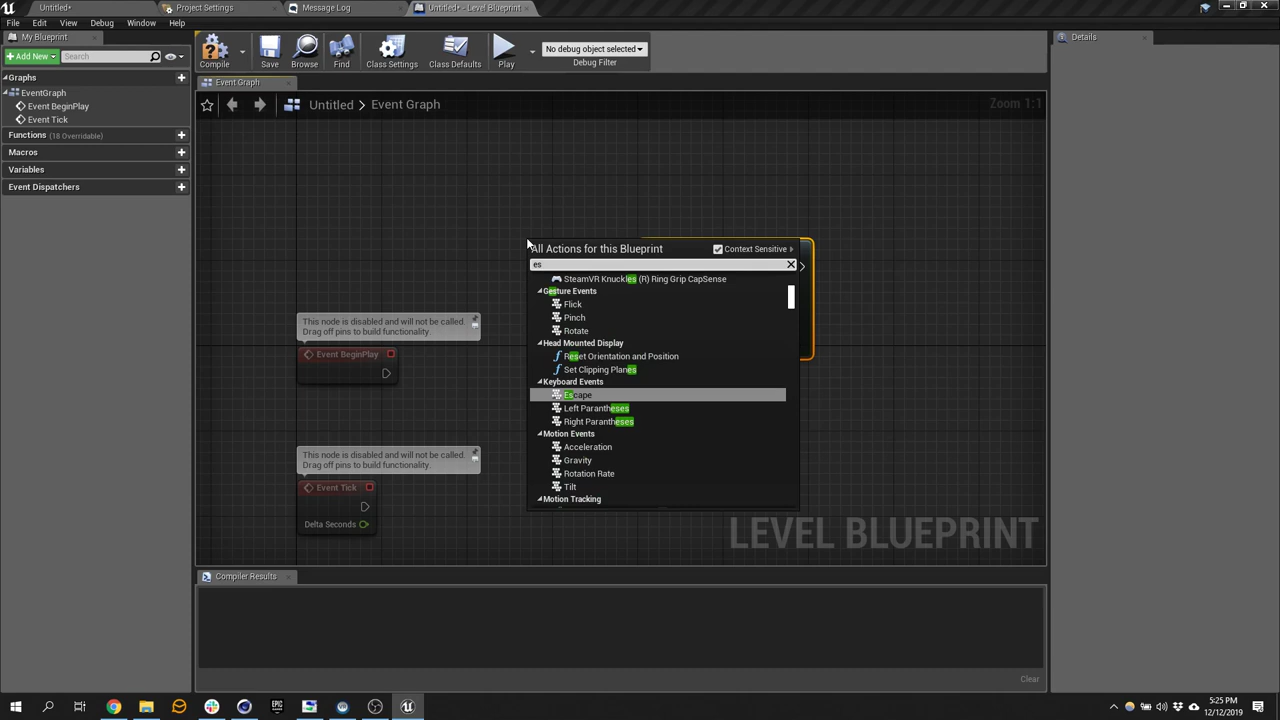 Untitled*
Project Settings
Message Log
Untitled* - Level Blueprint
File Edit View Debug Window Help
My Blueprint
Details
Add New
Search
Compile
Save
Browse
Find
Class Settings
Class Defaults
Play
No debug object selected
Debug Filter
Graphs
EventGraph
Event BeginPlay
Event Tick
Functions (18 Overridable)
Macros
Variables
Event Dispatchers
Event Graph
Untitled > Event Graph
Zoom 1:1
All Actions for this Blueprint
Context Sensitive
es
SteamVR Knuckles (R) Ring Grip CapSense
Gesture Events
Flick
Pinch
Rotate
Head Mounted Display
Reset Orientation and Position
Set Clipping Planes
Keyboard Events
Escape
Left Parantheses
Right Parantheses
Motion Events
Acceleration
Gravity
Rotation Rate
Tilt
Motion Tracking
This node is disabled and will not be called.
Drag off pins to build functionality.
Event BeginPlay
This node is disabled and will not be called.
Drag off pins to build functionality.
Event Tick
Delta Seconds
LEVEL BLUEPRINT
Compiler Results
Clear
EPIC
5:25 PM
12/12/2019